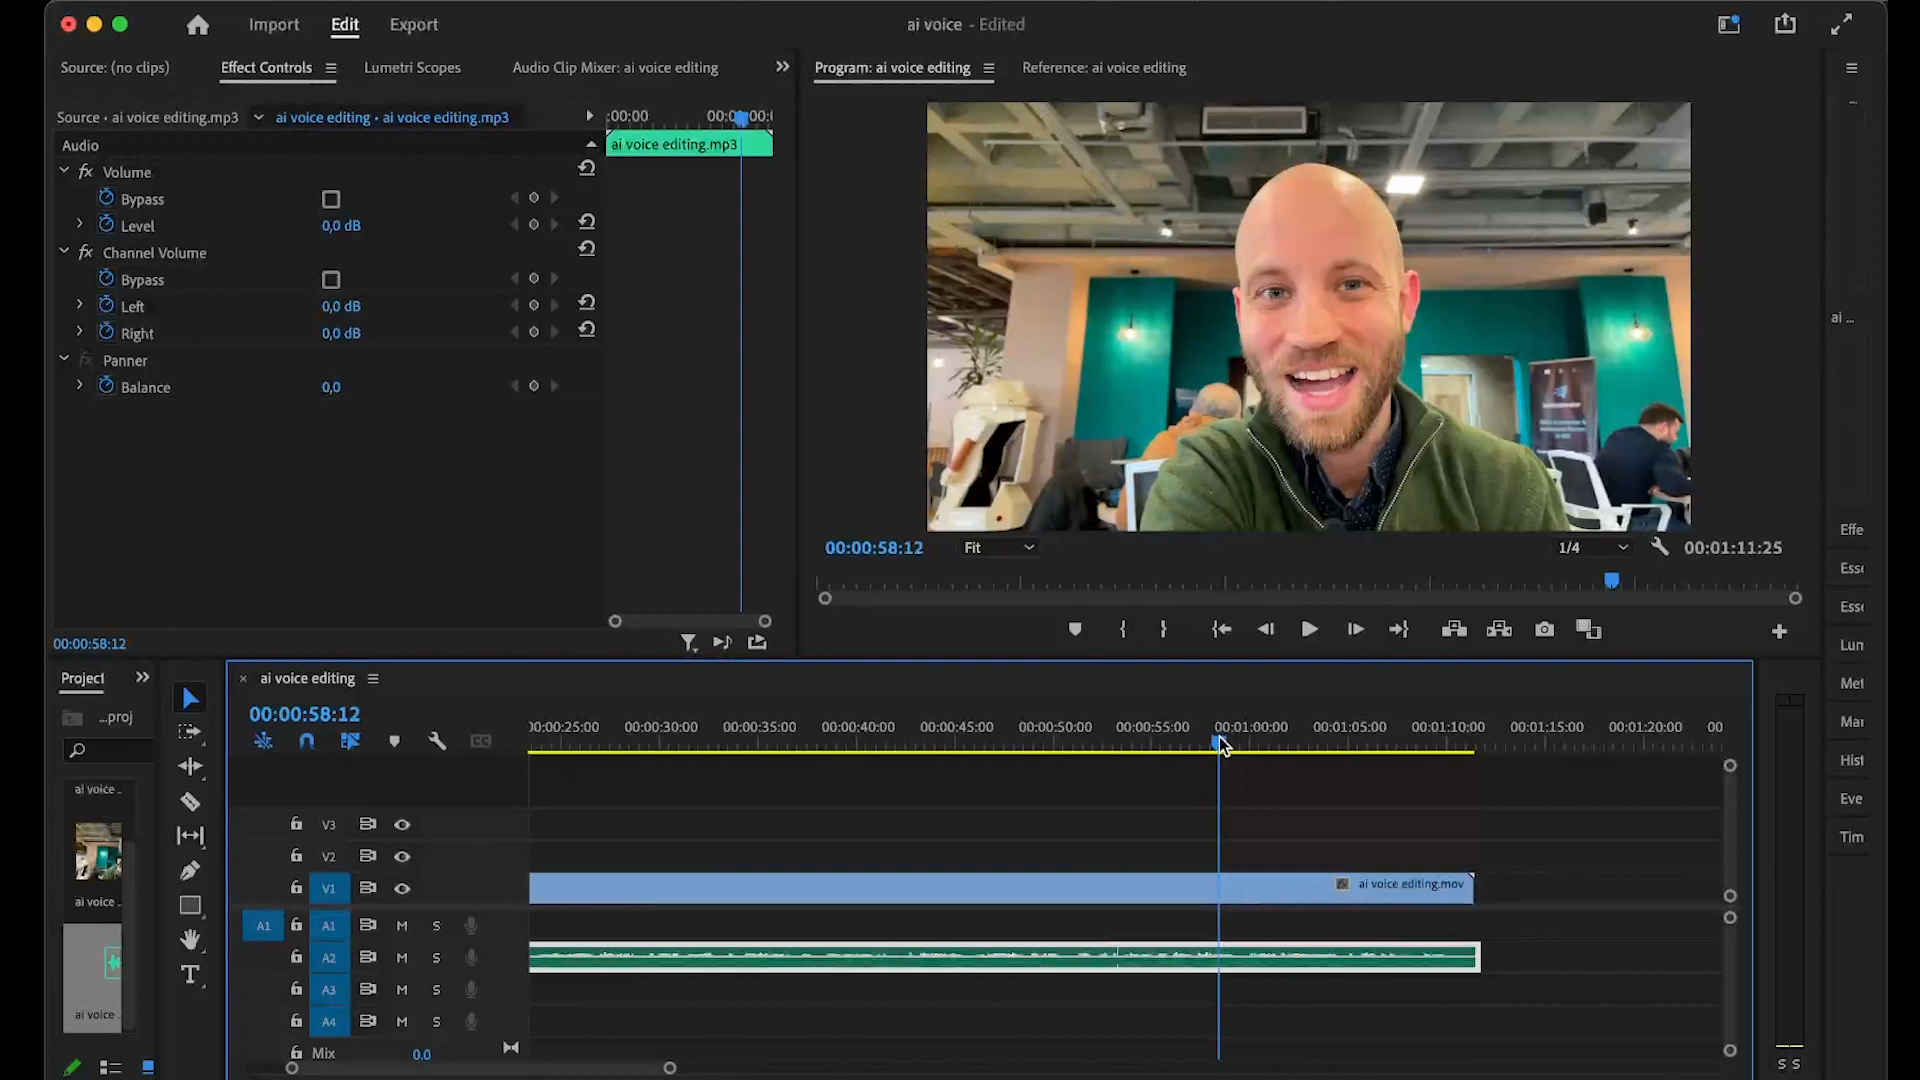 Import
Edit
Export
ai voice - Edited
Source: (no clips)
Effect Controls
Lumetri Scopes
Audio Clip Mixer: ai voice editing
Program: ai voice editing
Reference: ai voice editing
Source • ai voice editing.mp3
ai voice editing • ai voice editing.mp3
:00:00
ai voice editing.mp3
Audio
fx Volume
Bypass
Level 0,0 dB
fx Channel Volume
Bypass
Left 0,0 dB
Right 0,0 dB
fx Panner
Balance 0,0
00:00:58:12
00:00:58:12
Fit
1/4
00:01:11:25
ai ...
Effe
Esse
Esse
Lun
Met
Mar
Hist
Eve
Tim
Project
...proj
ai voice ..
ai voice ..
ai voice ..
ai voice editing
00:00:58:12
00:00:25:00 00:00:30:00 00:00:35:00 00:00:40:00 00:00:45:00 00:00:50:00 00:00:55:00 00:01:00:00 00:01:05:00 00:01:10:00 00:01:15:00 00:01:20:00 00
CC
V3
V2
V1
fx ai voice editing.mov
A1 A1 M S
A2 M S
A3 M S
A4 M S
Mix 0.0
T
S S